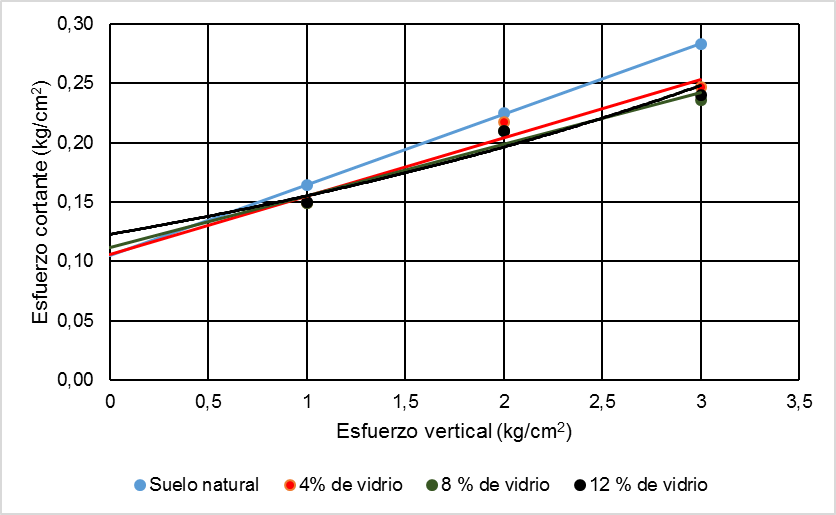 0,30
0,25
0,20
0,15
0,10
0,05
0,00
Esfuerzo cortante (kg/cm²)
0 0,5 1 1,5 2 2,5 3 3,5
Esfuerzo vertical (kg/cm²)
Suelo natural 4% de vidrio 8 % de vidrio 12 % de vidrio